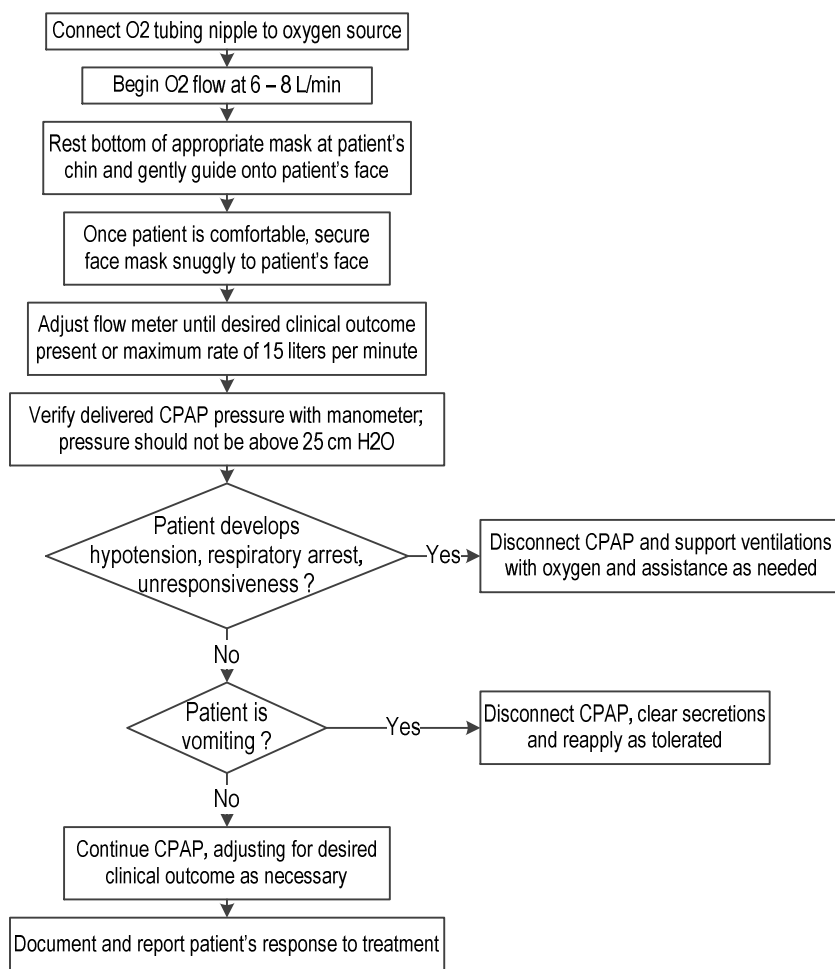 Connect O2 tubing nipple to oxygen source
Begin O2 flow at 6 – 8 L/min
Rest bottom of appropriate mask at patient's
chin and gently guide onto patient's face
Once patient is comfortable, secure
face mask snuggly to patient's face
Adjust flow meter until desired clinical outcome
present or maximum rate of 15 liters per minute
Verify delivered CPAP pressure with manometer;
pressure should not be above 25 cm H2O
Patient develops
hypotension, respiratory arrest,
unresponsiveness ?
Yes
Disconnect CPAP and support ventilations
with oxygen and assistance as needed
No
Patient is
vomiting ?
Yes
Disconnect CPAP, clear secretions
and reapply as tolerated
No
Continue CPAP, adjusting for desired
clinical outcome as necessary
Document and report patient's response to treatment